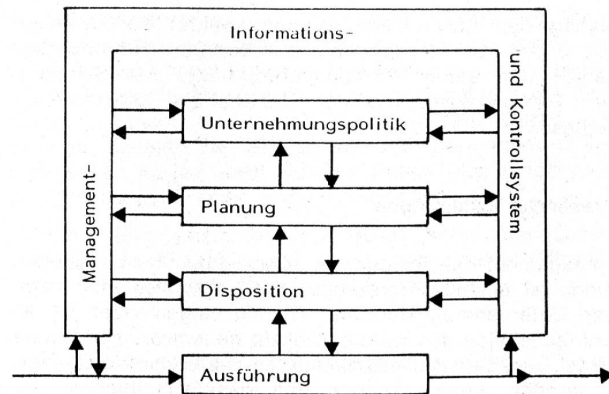 Informations-
und Kontrollsystem
Management-
Unternehmungspolitik
Planung
Disposition
Ausführung